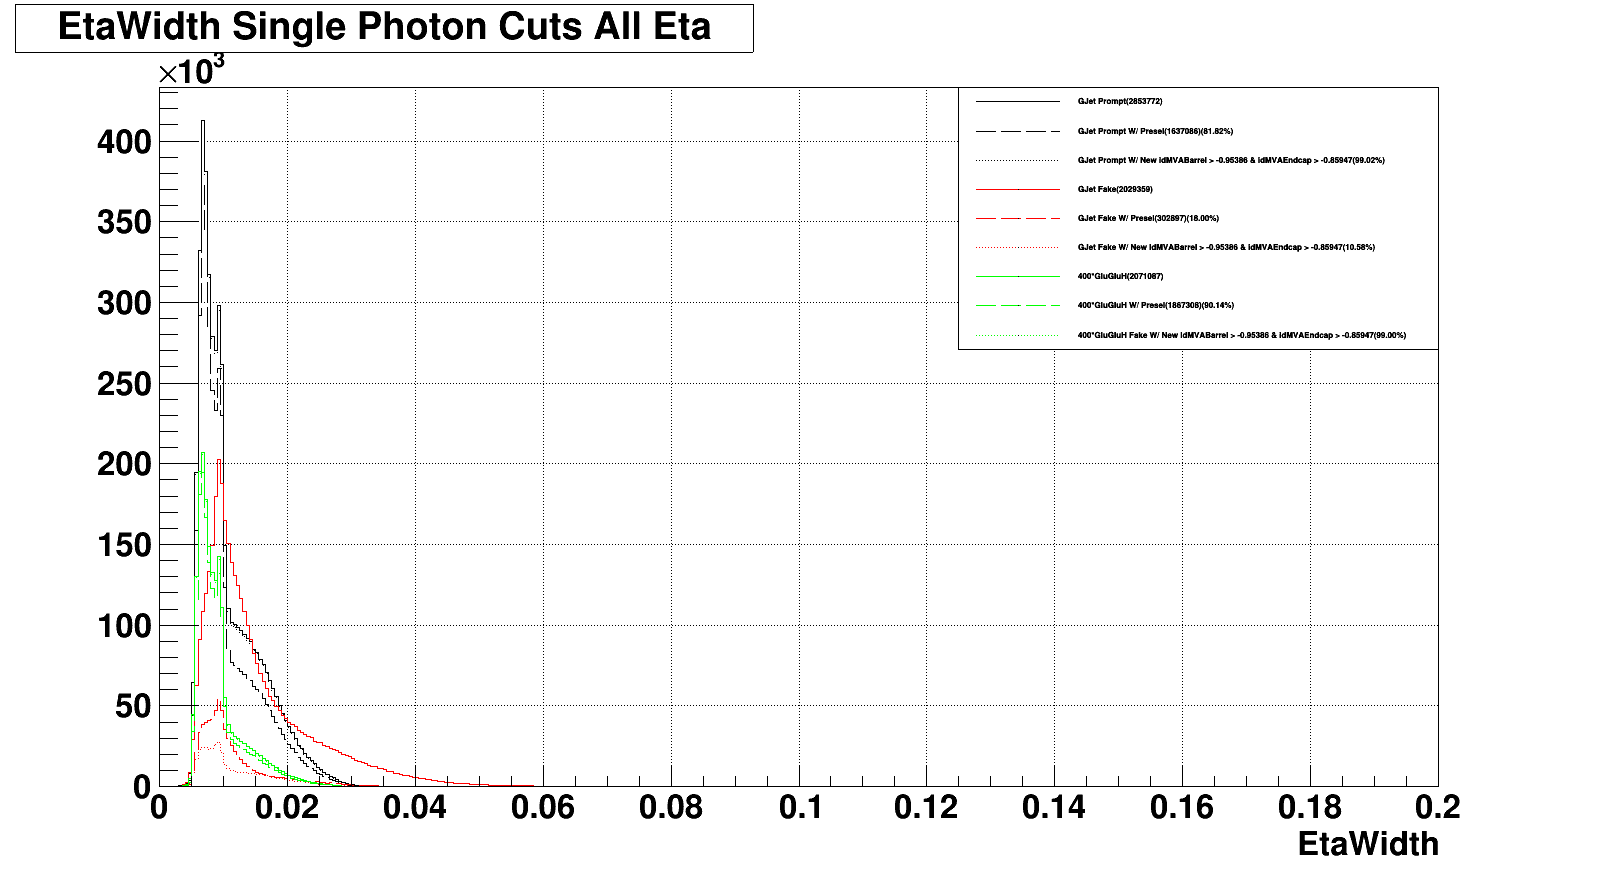 EtaWidth Single Photon Cuts All Eta
×10³
400
350
300
250
200
150
100
50
0
GJet Prompt(2853772)
GJet Prompt W/ Presel(1637086)(81.82%)
GJet Prompt W/ New idMVABarrel > -0.95386 & idMVAEndcap > -0.85947(99.02%)
GJet Fake(2029359)
GJet Fake W/ Presel(302897)(18.00%)
GJet Fake W/ New idMVABarrel > -0.95386 & idMVAEndcap > -0.85947(10.58%)
400*GluGluH(2071087)
400*GluGluH W/ Presel(1867308)(90.14%)
400*GluGluH Fake W/ New idMVABarrel > -0.95386 & idMVAEndcap > -0.85947(99.00%)
0 0.02 0.04 0.06 0.08 0.1 0.12 0.14 0.16 0.18 0.2
EtaWidth